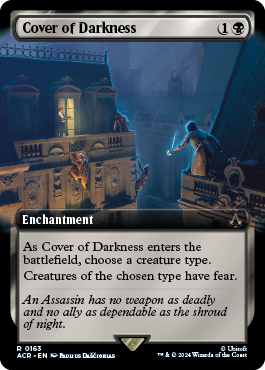 Cover of Darkness 1
Enchantment
As Cover of Darkness enters the
battlefield, choose a creature type.
Creatures of the chosen type have fear.
An Assassin has no weapon as deadly
and no ally as dependable as the shroud
of night.
R 0163 © Ubisoft
ACR • EN Paulius Daščioras ™ & © 2024 Wizards of the Coast